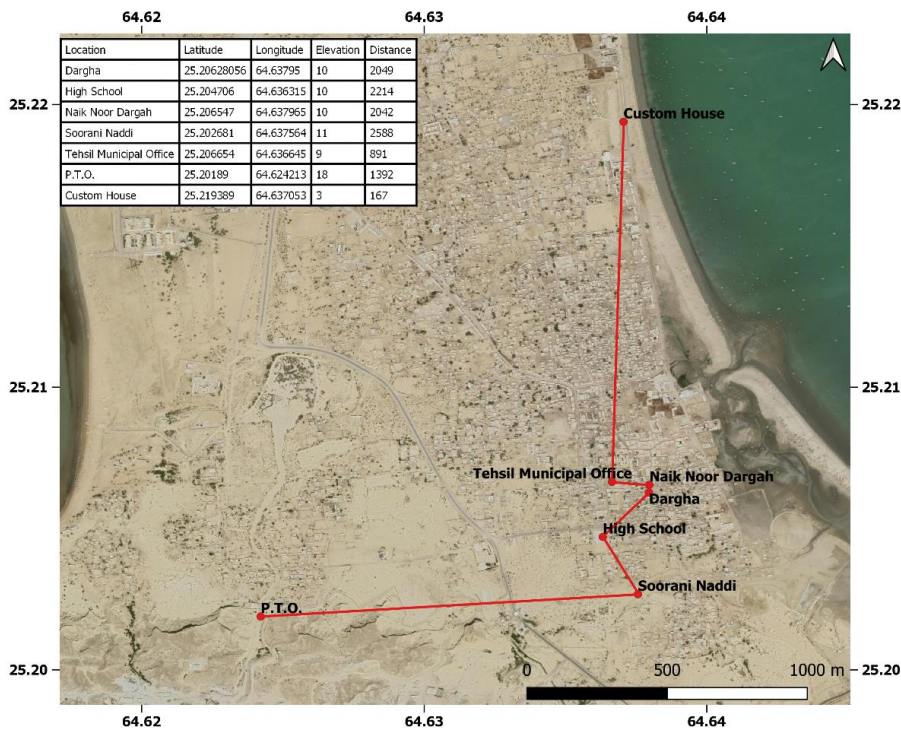 64.62 64.63 64.64
Location Latitude Longitude Elevation Distance
Dargha 25.20628056 64.63795 10 2049
High School 25.204706 64.636315 10 2214
Naik Noor Dargah 25.206547 64.637965 10 2042
Soorani Naddi 25.202681 64.637564 11 2588
Tehsil Municipal Office 25.206654 64.636645 9 891
P.T.O. 25.20189 64.624213 18 1392
Custom House 25.219389 64.637053 3 167
25.22 25.22
Custom House
25.21 25.21
Tehsil Municipal Office
Naik Noor Dargah
Dargha
High School
Soorani Naddi
P.T.O.
25.20 25.20
0 500 1000 m
64.62 64.63 64.64